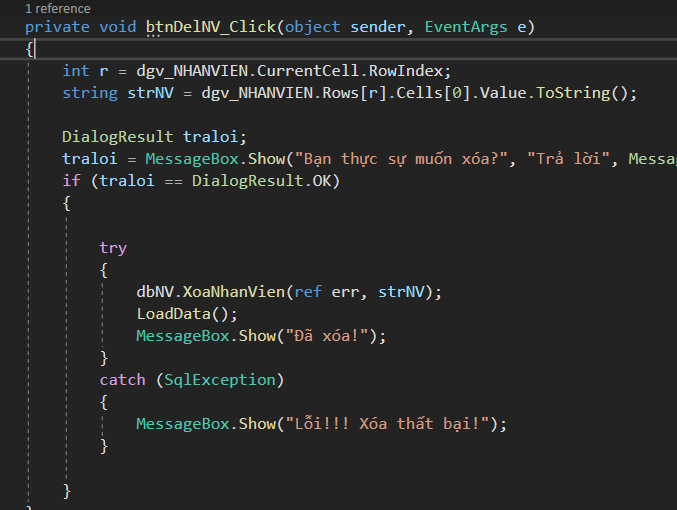 1 reference
private void btnDelNV_Click(object sender, EventArgs e)
{
int r = dgv_NHANVIEN.CurrentCell.RowIndex;
string strNV = dgv_NHANVIEN.Rows[r].Cells[0].Value.ToString();
DialogResult traloi;
traloi = MessageBox.Show("Bạn thực sự muốn xóa?", "Trả lời", Messag
if (traloi == DialogResult.OK)
{
try
{
dbNV.XoaNhanVien(ref err, strNV);
LoadData();
MessageBox.Show("Đã xóa!");
}
catch (SqlException)
{
MessageBox.Show("Lỗi!!! Xóa thất bại!");
}
}